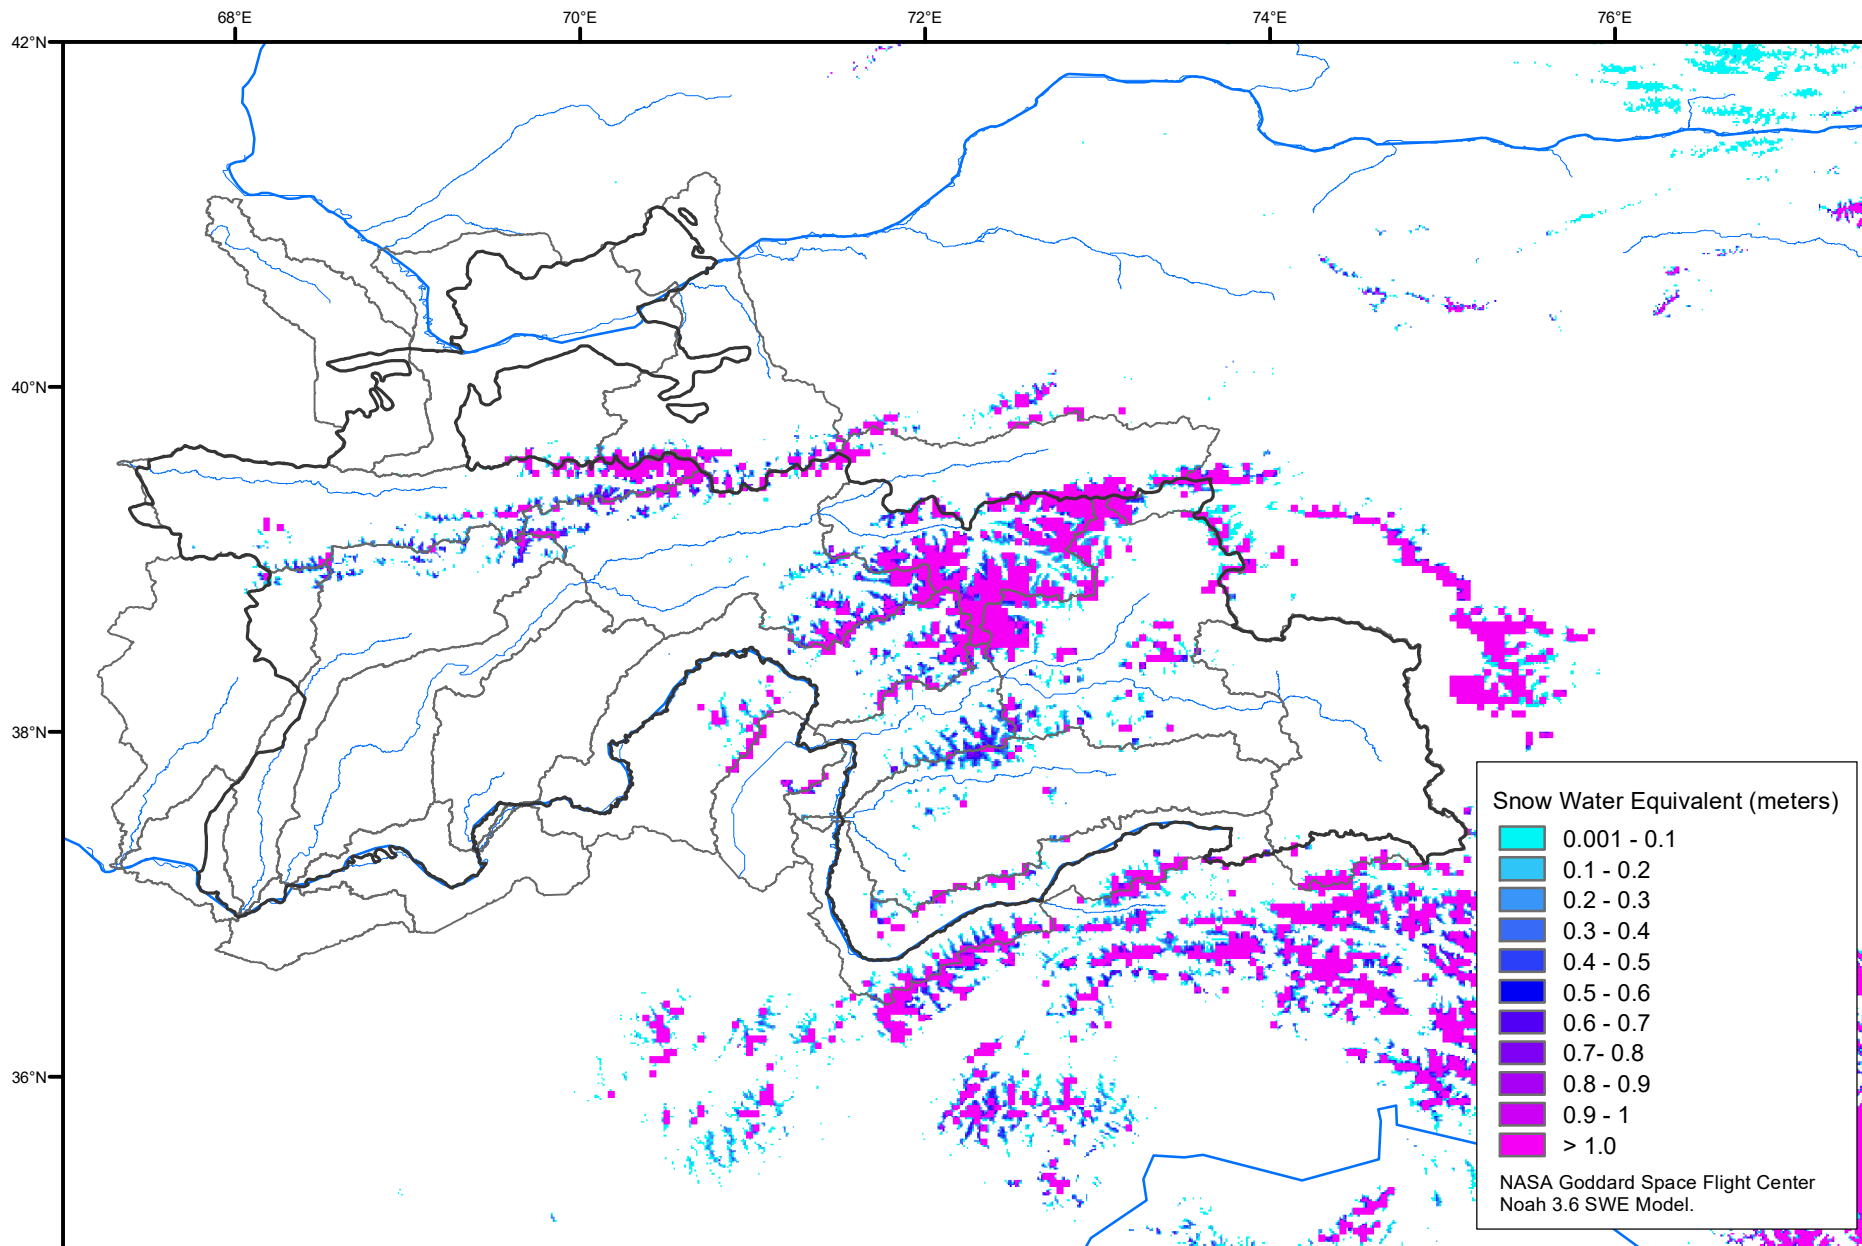 68°E 70°E 72°E 74°E 76°E
42°N
40°N
38°N
36°N
Snow Water Equivalent (meters)
0.001 - 0.1
0.1 - 0.2
0.2 - 0.3
0.3 - 0.4
0.4 - 0.5
0.5 - 0.6
0.6 - 0.7
0.7- 0.8
0.8 - 0.9
0.9 - 1
> 1.0
NASA Goddard Space Flight Center
Noah 3.6 SWE Model.